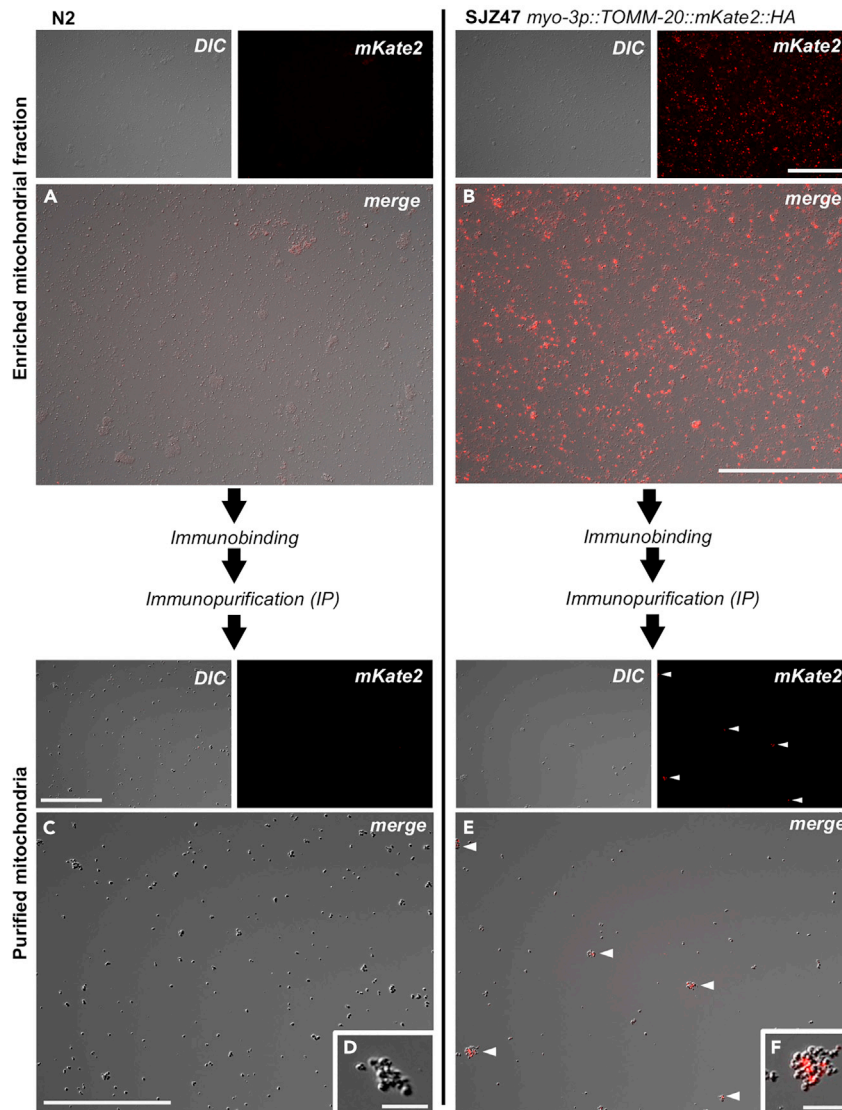 N2
SJZ47 myo-3p::TOMM-20::mKate2::HA
Enriched mitochondrial fraction
DIC
mKate2
DIC
mKate2
A
merge
B
merge
Immunobinding
Immunobinding
Immunopurification (IP)
Immunopurification (IP)
Purified mitochondria
DIC
mKate2
DIC
mKate2
C
merge
E
merge
D
F